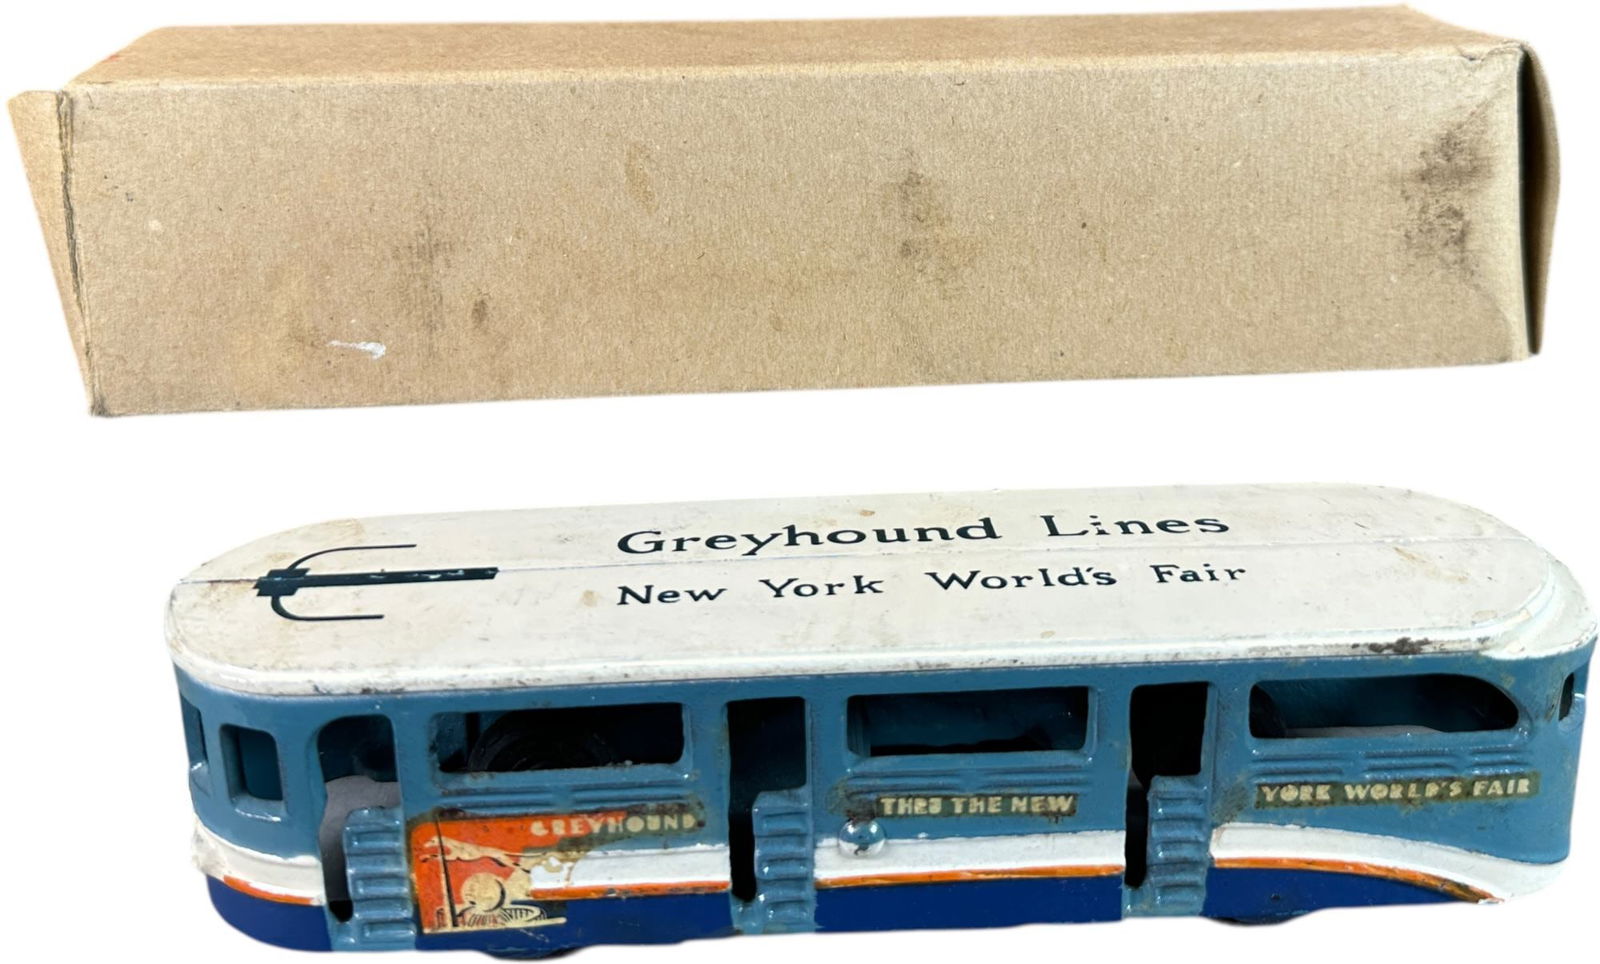 Greyhound Lines
New York World's Fair
GREYHOUND
THRU THE NEW
YORK WORLD'S FAIR